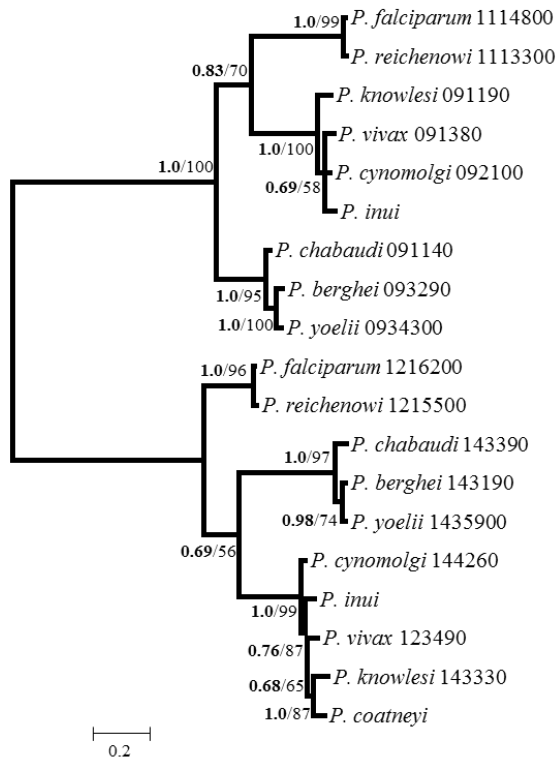 1.0/99
P. falciparum 1114800
P. reichenowi 1113300
0.83/70
P. knowlesi 091190
P. vivax 091380
1.0/100
1.0/100
P. cynomolgi 092100
0.69/58
P. inui
P. chabaudi 091140
P. berghei 093290
1.0/95
1.0/100
P. yoelii 0934300
1.0/96
P. falciparum 1216200
P. reichenowi 1215500
P. chabaudi 143390
1.0/97
P. berghei 143190
0.98/74
P. yoelii 1435900
0.69/56
P. cynomolgi 144260
P. inui
1.0/99
P. vivax 123490
0.76/87
P. knowlesi 143330
0.68/65
1.0/87
P. coatneyi
0.2